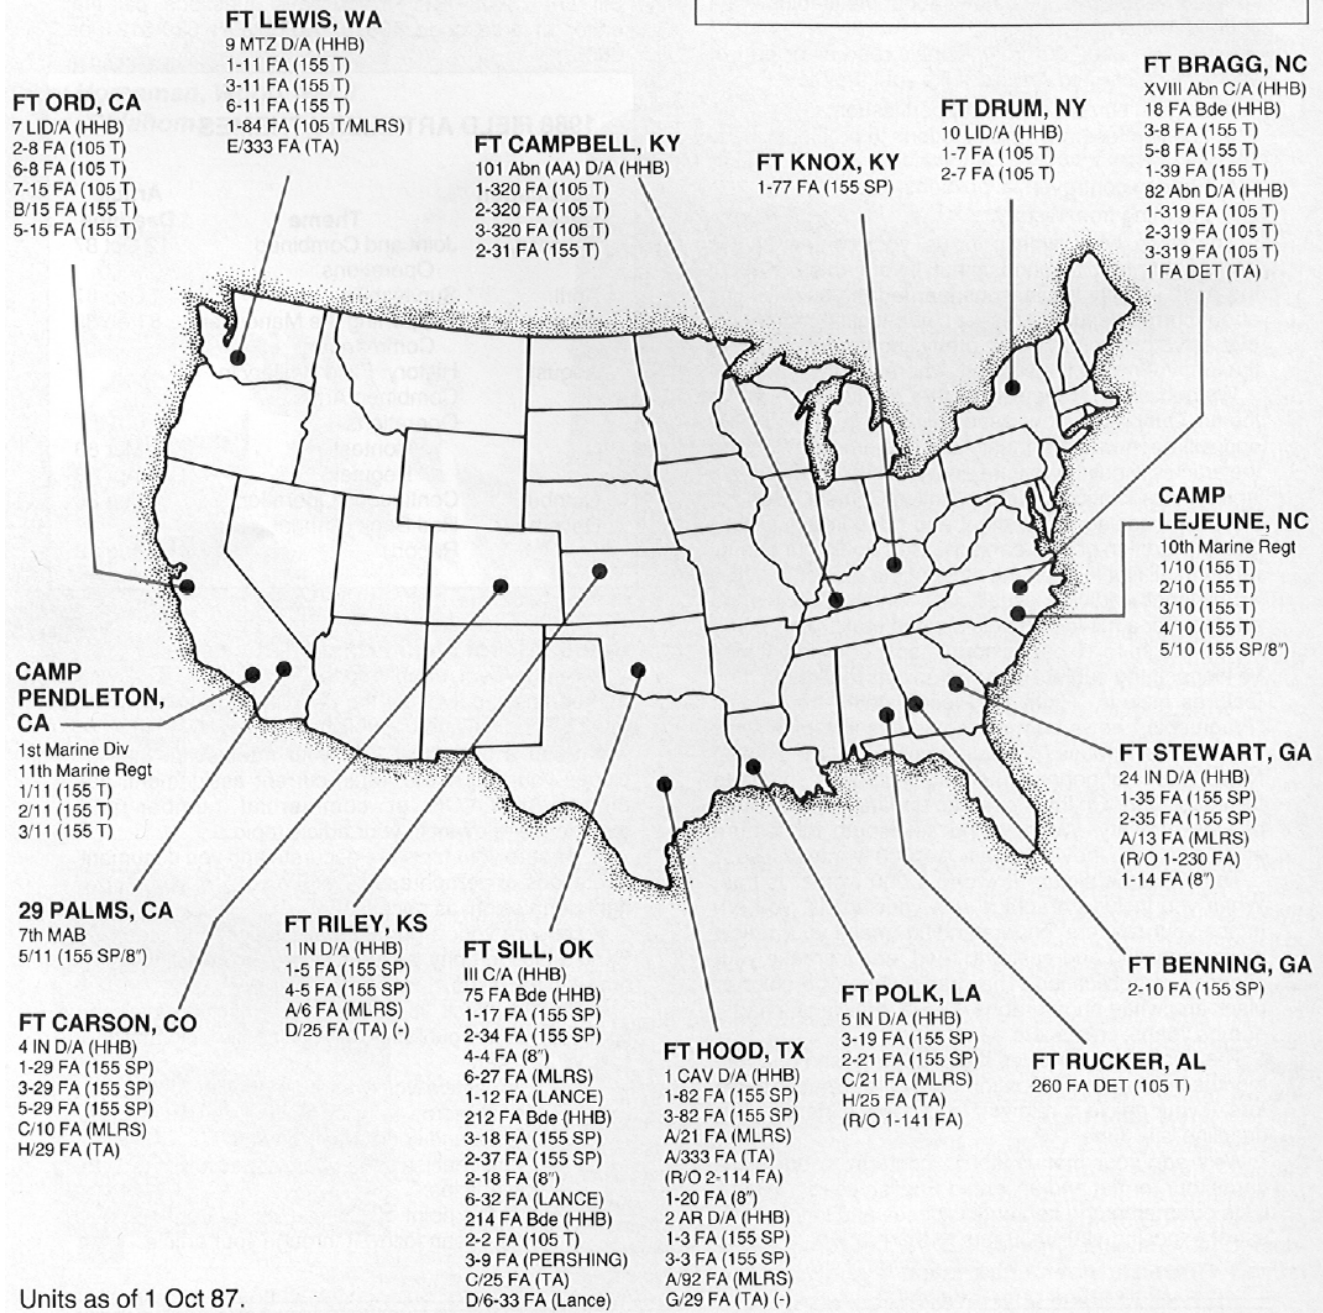 FT LEWIS, WA
9 MTZ D/A (HHB)
1-11 FA (155 T)
3-11 FA (155 T)
6-11 FA (155 T)
1-84 FA (105 T/MLRS)
E/333 FA (TA)
FT ORD, CA
7 LID/A (HHB)
2-8 FA (105 T)
6-8 FA (105 T)
7-15 FA (105 T)
B/15 FA (155 T)
5-15 FA (155 T)
FT CAMPBELL, KY
101 Abn (AA) D/A (HHB)
1-320 FA (105 T)
2-320 FA (105 T)
3-320 FA (105 T)
2-31 FA (155 T)
FT KNOX, KY
1-77 FA (155 SP)
FT DRUM, NY
10 LID/A (HHB)
1-7 FA (105 T)
2-7 FA (105 T)
FT BRAGG, NC
XVIII Abn C/A (HHB)
18 FA Bde (HHB)
3-8 FA (155 T)
5-8 FA (155 T)
1-39 FA (155 T)
82 Abn D/A (HHB)
1-319 FA (105 T)
2-319 FA (105 T)
3-319 FA (105 T)
1 FA DET (TA)
CAMP
LEJEUNE, NC
10th Marine Regt
1/10 (155 T)
2/10 (155 T)
3/10 (155 T)
4/10 (155 T)
5/10 (155 SP/8")
CAMP
PENDLETON,
CA
1st Marine Div
11th Marine Regt
1/11 (155 T)
2/11 (155 T)
3/11 (155 T)
29 PALMS, CA
7th MAB
5/11 (155 SP/8")
FT CARSON, CO
4 IN D/A (HHB)
1-29 FA (155 SP)
3-29 FA (155 SP)
5-29 FA (155 SP)
C/10 FA (MLRS)
H/29 FA (TA)
FT RILEY, KS
1 IN D/A (HHB)
1-5 FA (155 SP)
4-5 FA (155 SP)
A/6 FA (MLRS)
D/25 FA (TA) (-)
FT SILL, OK
III C/A (HHB)
75 FA Bde (HHB)
1-17 FA (155 SP)
2-34 FA (155 SP)
4-4 FA (8")
6-27 FA (MLRS)
1-12 FA (LANCE)
212 FA Bde (HHB)
3-18 FA (155 SP)
2-37 FA (155 SP)
2-18 FA (8")
6-32 FA (LANCE)
214 FA Bde (HHB)
2-2 FA (105 T)
3-9 FA (PERSHING)
C/25 FA (TA)
D/6-33 FA (Lance)
FT HOOD, TX
1 CAV D/A (HHB)
1-82 FA (155 SP)
3-82 FA (155 SP)
A/21 FA (MLRS)
A/333 FA (TA)
(R/O 2-114 FA)
1-20 FA (8")
2 AR D/A (HHB)
1-3 FA (155 SP)
3-3 FA (155 SP)
A/92 FA (MLRS)
G/29 FA (TA) (-)
FT POLK, LA
5 IN D/A (HHB)
3-19 FA (155 SP)
2-21 FA (155 SP)
C/21 FA (MLRS)
H/25 FA (TA)
(R/O 1-141 FA)
FT STEWART, GA
24 IN D/A (HHB)
1-35 FA (155 SP)
2-35 FA (155 SP)
A/13 FA (MLRS)
(R/O 1-230 FA)
1-14 FA (8")
FT BENNING, GA
2-10 FA (155 SP)
FT RUCKER, AL
260 FA DET (105 T)
Units as of 1 Oct 87.